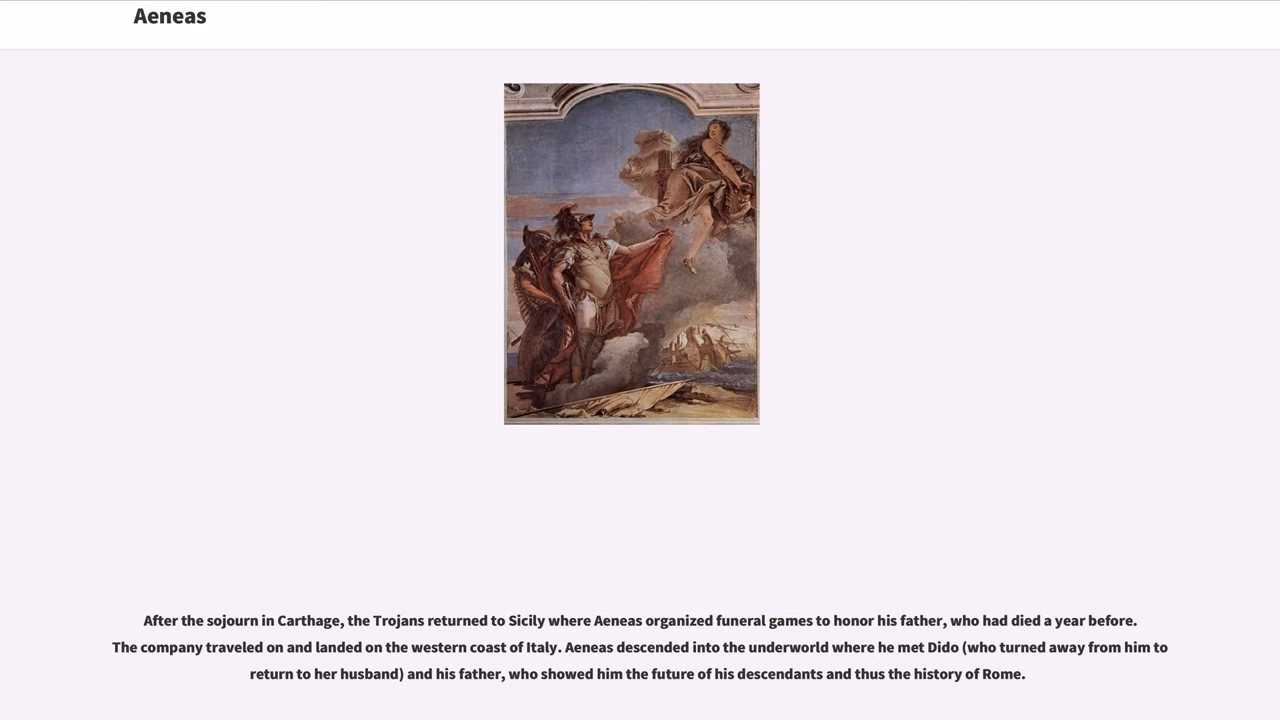 Aeneas
After the sojourn in Carthage, the Trojans returned to Sicily where Aeneas organized funeral games to honor his father, who had died a year before.
The company traveled on and landed on the western coast of Italy. Aeneas descended into the underworld where he met Dido (who turned away from him to
return to her husband) and his father, who showed him the future of his descendants and thus the history of Rome.